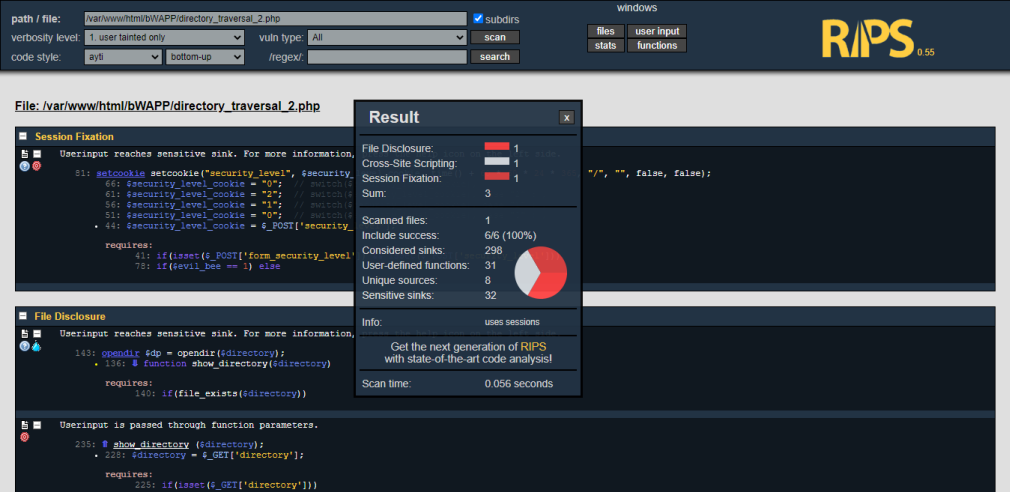 windows
path / file: /var/www/html/bWAPP/directory_traversal_2.php subdirs
verbosity level: 1. user tainted only vuln type: All scan
code style: ayti bottom-up /regex/: search
files user input
stats functions
RIPS 0.55
File: /var/www/html/bWAPP/directory_traversal_2.php
Session Fixation
Userinput reaches sensitive sink. For more information,
81: setcookie setcookie("security_level", $security_ "/", "", false, false);
66: $security_level_cookie = "0"; // switch($
61: $security_level_cookie = "2"; // switch($
56: $security_level_cookie = "1"; // switch($
51: $security_level_cookie = "0"; // switch($
44: $security_level_cookie = $_POST['security_
requires:
41: if(isset($_POST['form_security_level'
78: if($evil_bee == 1) else
File Disclosure
Userinput reaches sensitive sink. For more information,
143: opendir $dp = opendir($directory);
136: ⇓ function show_directory($directory)
requires:
140: if(file_exists($directory))
Userinput is passed through function parameters.
235: ⇑ show_directory ($directory);
228: $directory = $_GET['directory'];
requires:
225: if(isset($_GET['directory']))
Result x
File Disclosure: 1
Cross-Site Scripting: 1
Session Fixation: 1
Sum: 3
Scanned files: 1
Include success: 6/6 (100%)
Considered sinks: 298
User-defined functions: 31
Unique sources: 8
Sensitive sinks: 32
Info: uses sessions
Get the next generation of RIPS
with state-of-the-art code analysis!
Scan time: 0.056 seconds